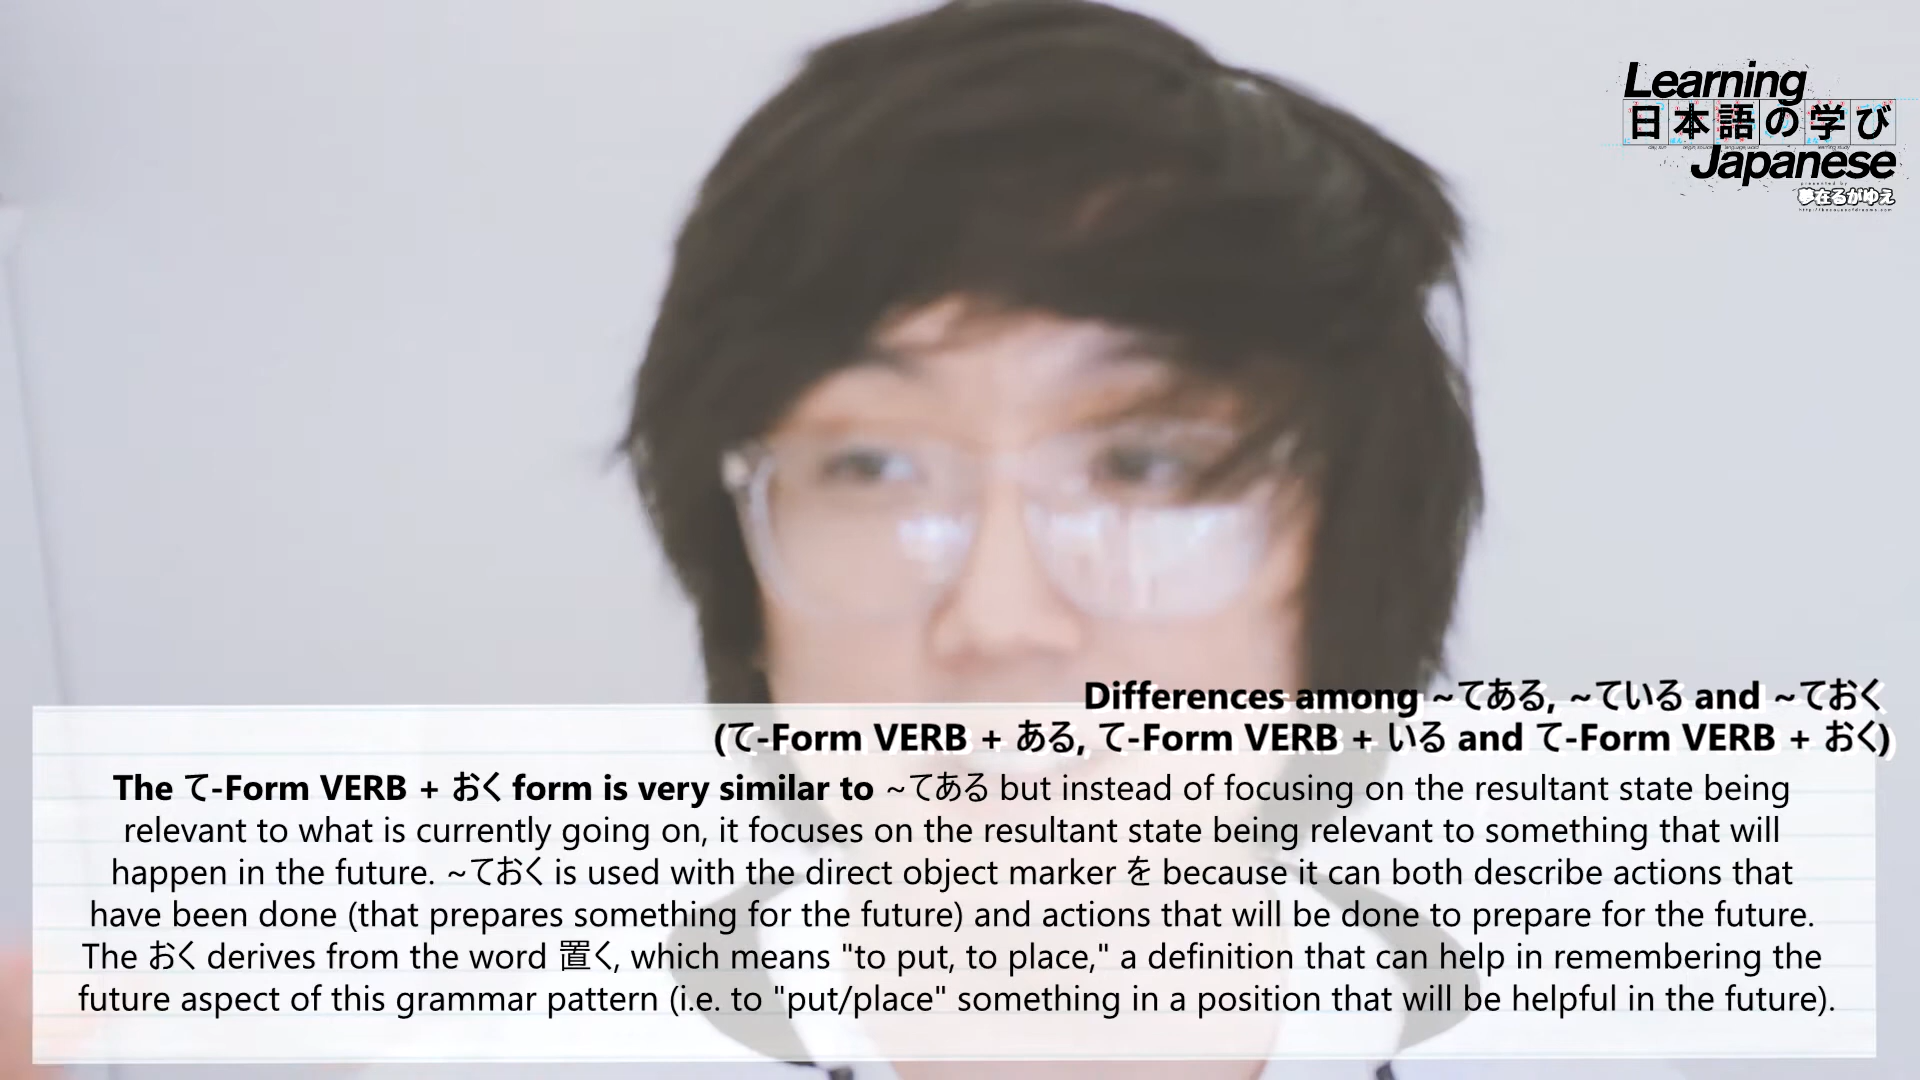 Learning
日本語の学び
Japanese
presented by
夢在るがゆえ
Differences among ~てある, ~ている and ~ておく
(て-Form VERB + ある, て-Form VERB + いる and て-Form VERB + おく)
The て-Form VERB + おく form is very similar to ~てある but instead of focusing on the resultant state being
relevant to what is currently going on, it focuses on the resultant state being relevant to something that will
happen in the future. ~ておく is used with the direct object marker を because it can both describe actions that
have been done (that prepares something for the future) and actions that will be done to prepare for the future.
The おく derives from the word 置く, which means "to put, to place," a definition that can help in remembering the
future aspect of this grammar pattern (i.e. to "put/place" something in a position that will be helpful in the future).